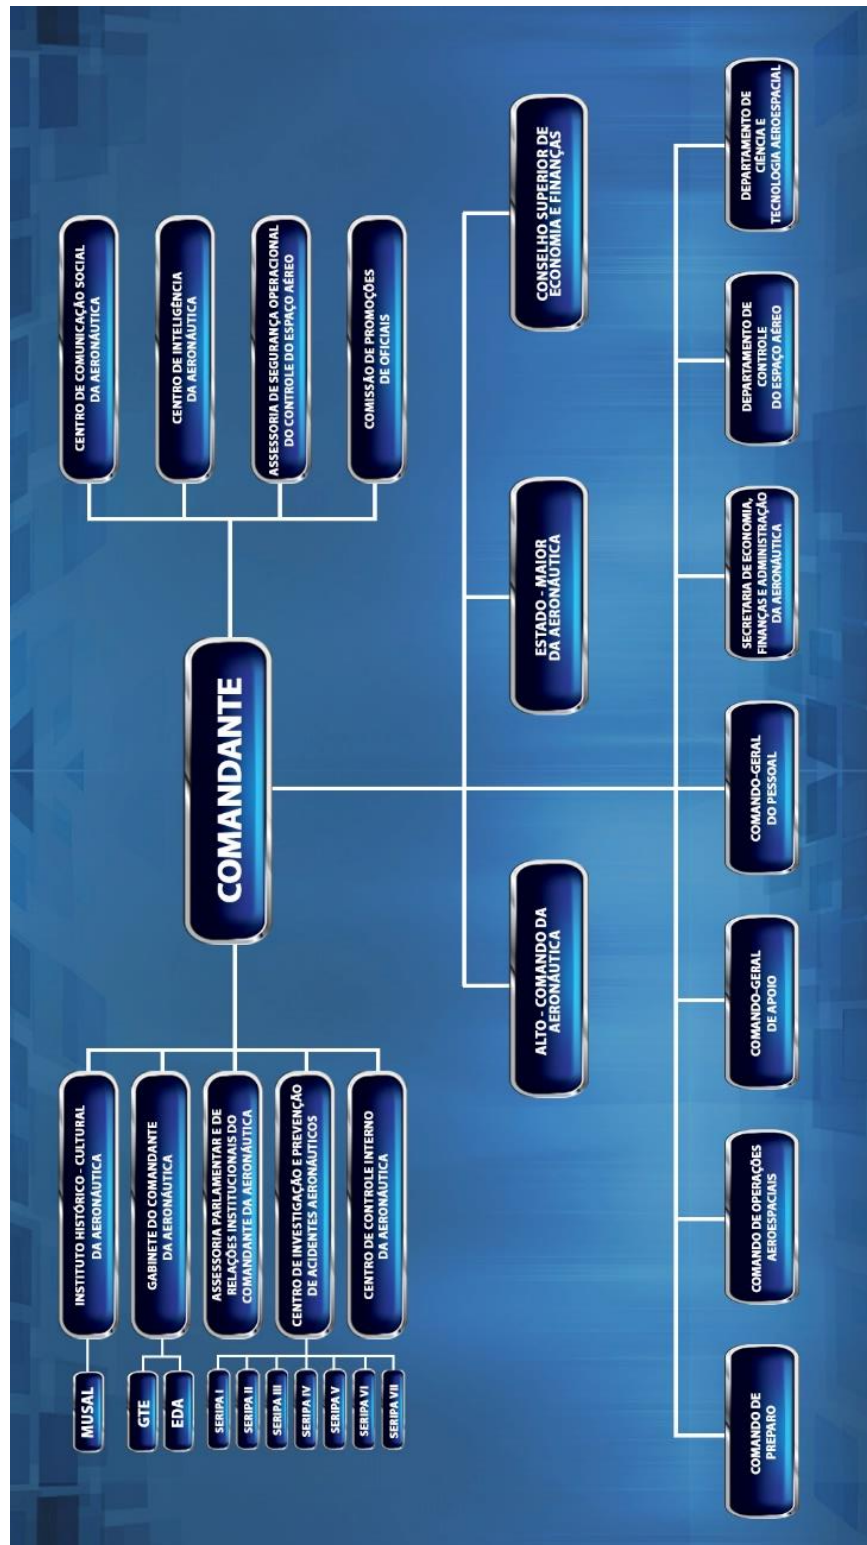 COMANDANTE
INSTITUTO HISTÓRICO - CULTURAL
DA AERONÁUTICA
MUSAL
GABINETE DO COMANDANTE
DA AERONÁUTICA
GTE
EDA
ASSESSORIA PARLAMENTAR E DE
RELAÇÕES INSTITUCIONAIS DO
COMANDANTE DA AERONÁUTICA
CENTRO DE INVESTIGAÇÃO E PREVENÇÃO
DE ACIDENTES AERONÁUTICOS
SERIPA I
SERIPA II
SERIPA III
SERIPA IV
SERIPA V
SERIPA VI
SERIPA VII
CENTRO DE CONTROLE INTERNO
DA AERONÁUTICA
CENTRO DE COMUNICAÇÃO SOCIAL
DA AERONÁUTICA
CENTRO DE INTELIGÊNCIA
DA AERONÁUTICA
ASSESSORIA DE SEGURANÇA OPERACIONAL
DO CONTROLE DO ESPAÇO AÉREO
COMISSÃO DE PROMOÇÕES
DE OFICIAIS
ALTO - COMANDO DA
AERONÁUTICA
ESTADO - MAIOR
DA AERONÁUTICA
CONSELHO SUPERIOR DE
ECONOMIA E FINANÇAS
COMANDO DE
PREPARO
COMANDO DE OPERAÇÕES
AEROESPACIAIS
COMANDO-GERAL
DE APOIO
COMANDO-GERAL
DO PESSOAL
SECRETARIA DE ECONOMIA,
FINANÇAS E ADMINISTRAÇÃO
DA AERONÁUTICA
DEPARTAMENTO DE
CONTROLE
DO ESPAÇO AÉREO
DEPARTAMENTO DE
CIÊNCIA E
TECNOLOGIA AEROESPACIAL